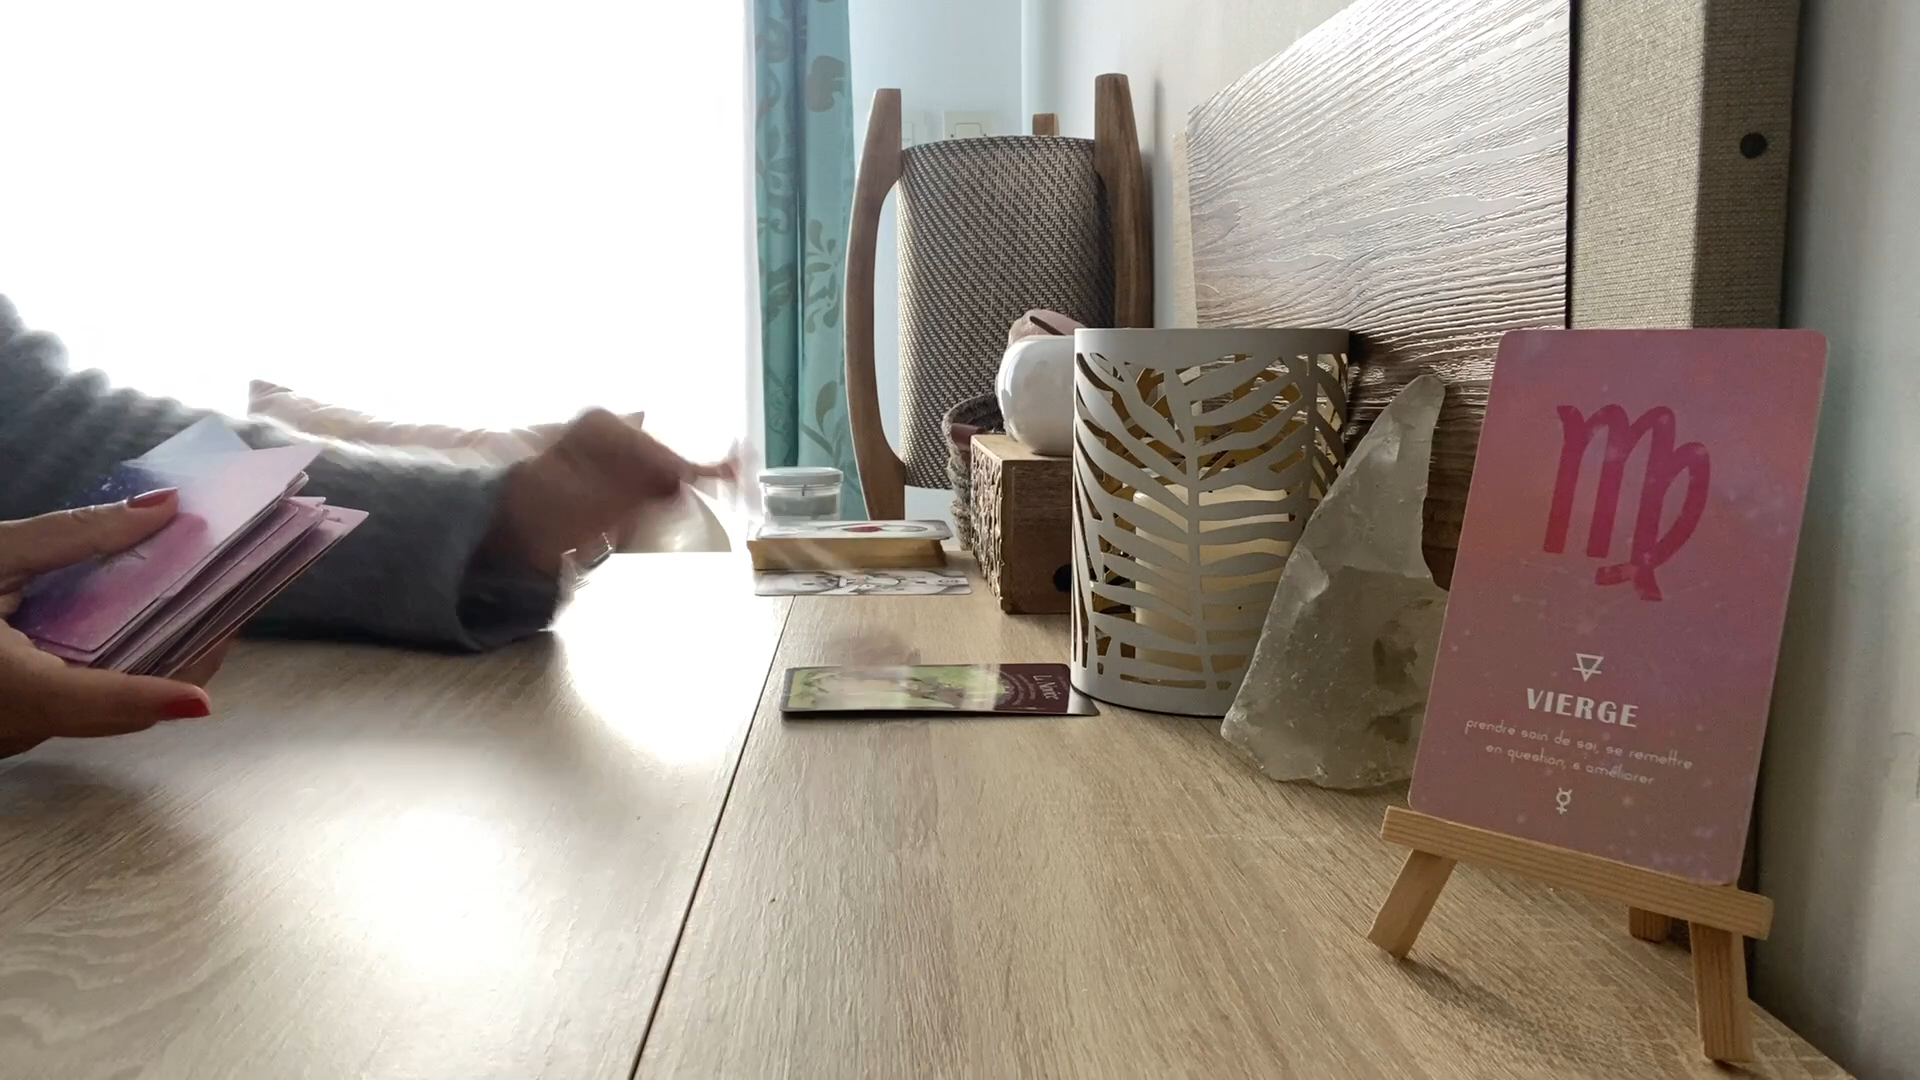 VIERGE
prendre soin de soi, se remettre
en question, s améliorer